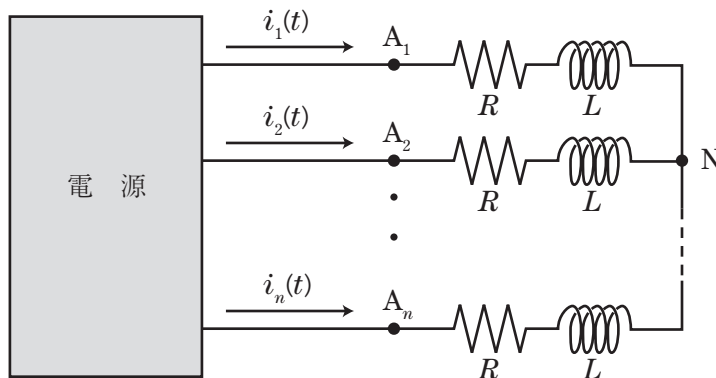 i₁(t)
A₁
R
L
i₂(t)
A₂
N
R
L
電 源
iₙ(t)
Aₙ
R
L